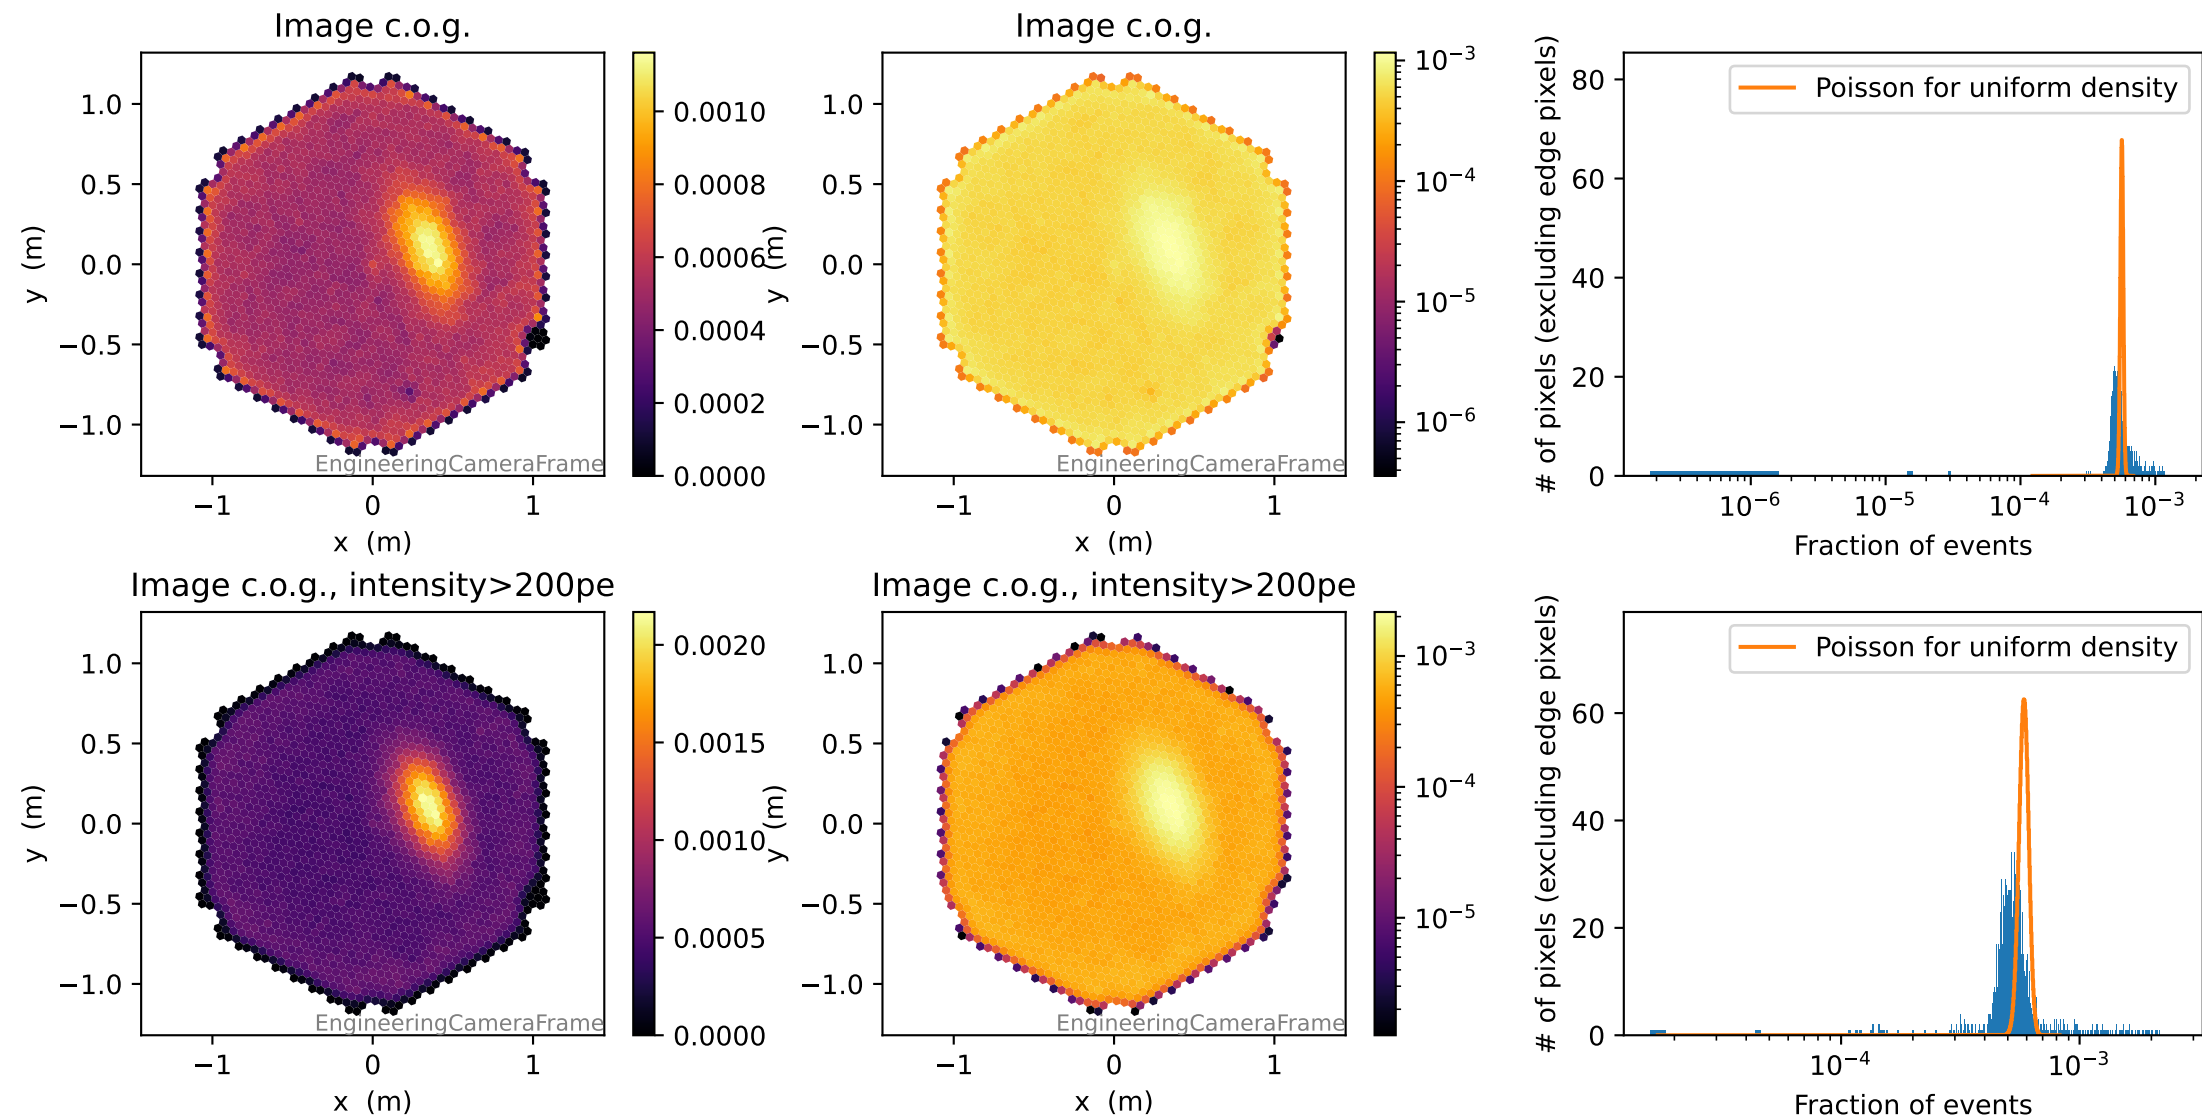 Image c.o.g.
1.0
0.5
0.0
−0.5
−1.0
y (m)
−1
0
1
x (m)
EngineeringCameraFrame
0.0010
0.0008
0.0006
0.0004
0.0002
0.0000
Image c.o.g.
1.0
0.5
0.0
−0.5
−1.0
y (m)
−1
0
1
x (m)
EngineeringCameraFrame
10⁻³
10⁻⁴
10⁻⁵
10⁻⁶
Poisson for uniform density
80
60
40
20
0
# of pixels (excluding edge pixels)
10⁻⁶
10⁻⁵
10⁻⁴
10⁻³
Fraction of events
Image c.o.g., intensity>200pe
1.0
0.5
0.0
−0.5
−1.0
y (m)
−1
0
1
x (m)
EngineeringCameraFrame
0.0020
0.0015
0.0010
0.0005
0.0000
Image c.o.g., intensity>200pe
1.0
0.5
0.0
−0.5
−1.0
y (m)
−1
0
1
x (m)
EngineeringCameraFrame
10⁻³
10⁻⁴
10⁻⁵
Poisson for uniform density
60
40
20
0
# of pixels (excluding edge pixels)
10⁻⁴
10⁻³
Fraction of events